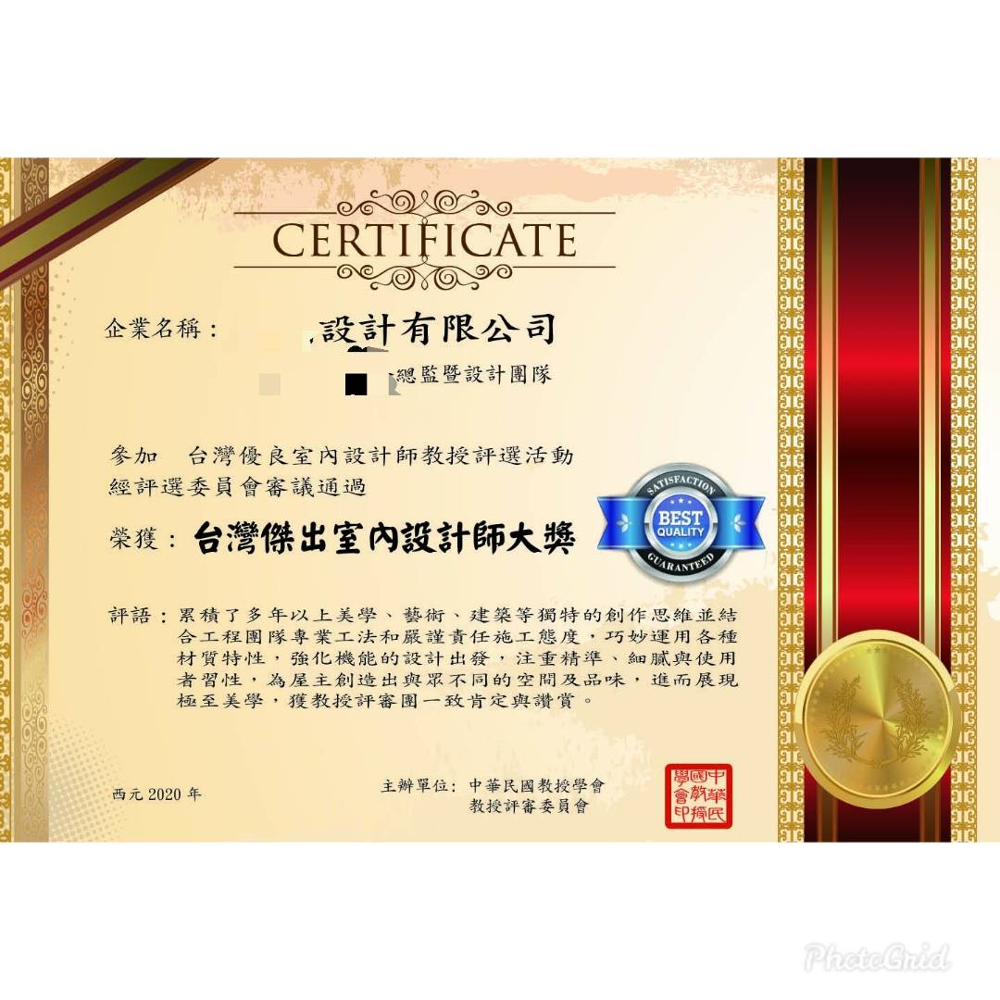 CERTIFICATE
企業名稱：
設計有限公司
總監暨設計團隊
參加　台灣優良室內設計師教授評選活動
經評選委員會審議通過
榮獲：台灣傑出室內設計師大獎
SATISFACTION
BEST
QUALITY
GUARANTEED
評語：累積了多年以上美學、藝術、建築等獨特的創作思維並結
合工程團隊專業工法和嚴謹責任施工態度，巧妙運用各種
材質特性，強化機能的設計出發，注重精準、細膩與使用
者習性，為屋主創造出與眾不同的空間及品味，進而展現
極至美學，獲教授評審團一致肯定與讚賞。
西元 2020 年
主辦單位：中華民國教授學會
教授評審委員會
中華民
國教授
學會印
PhotoGrid